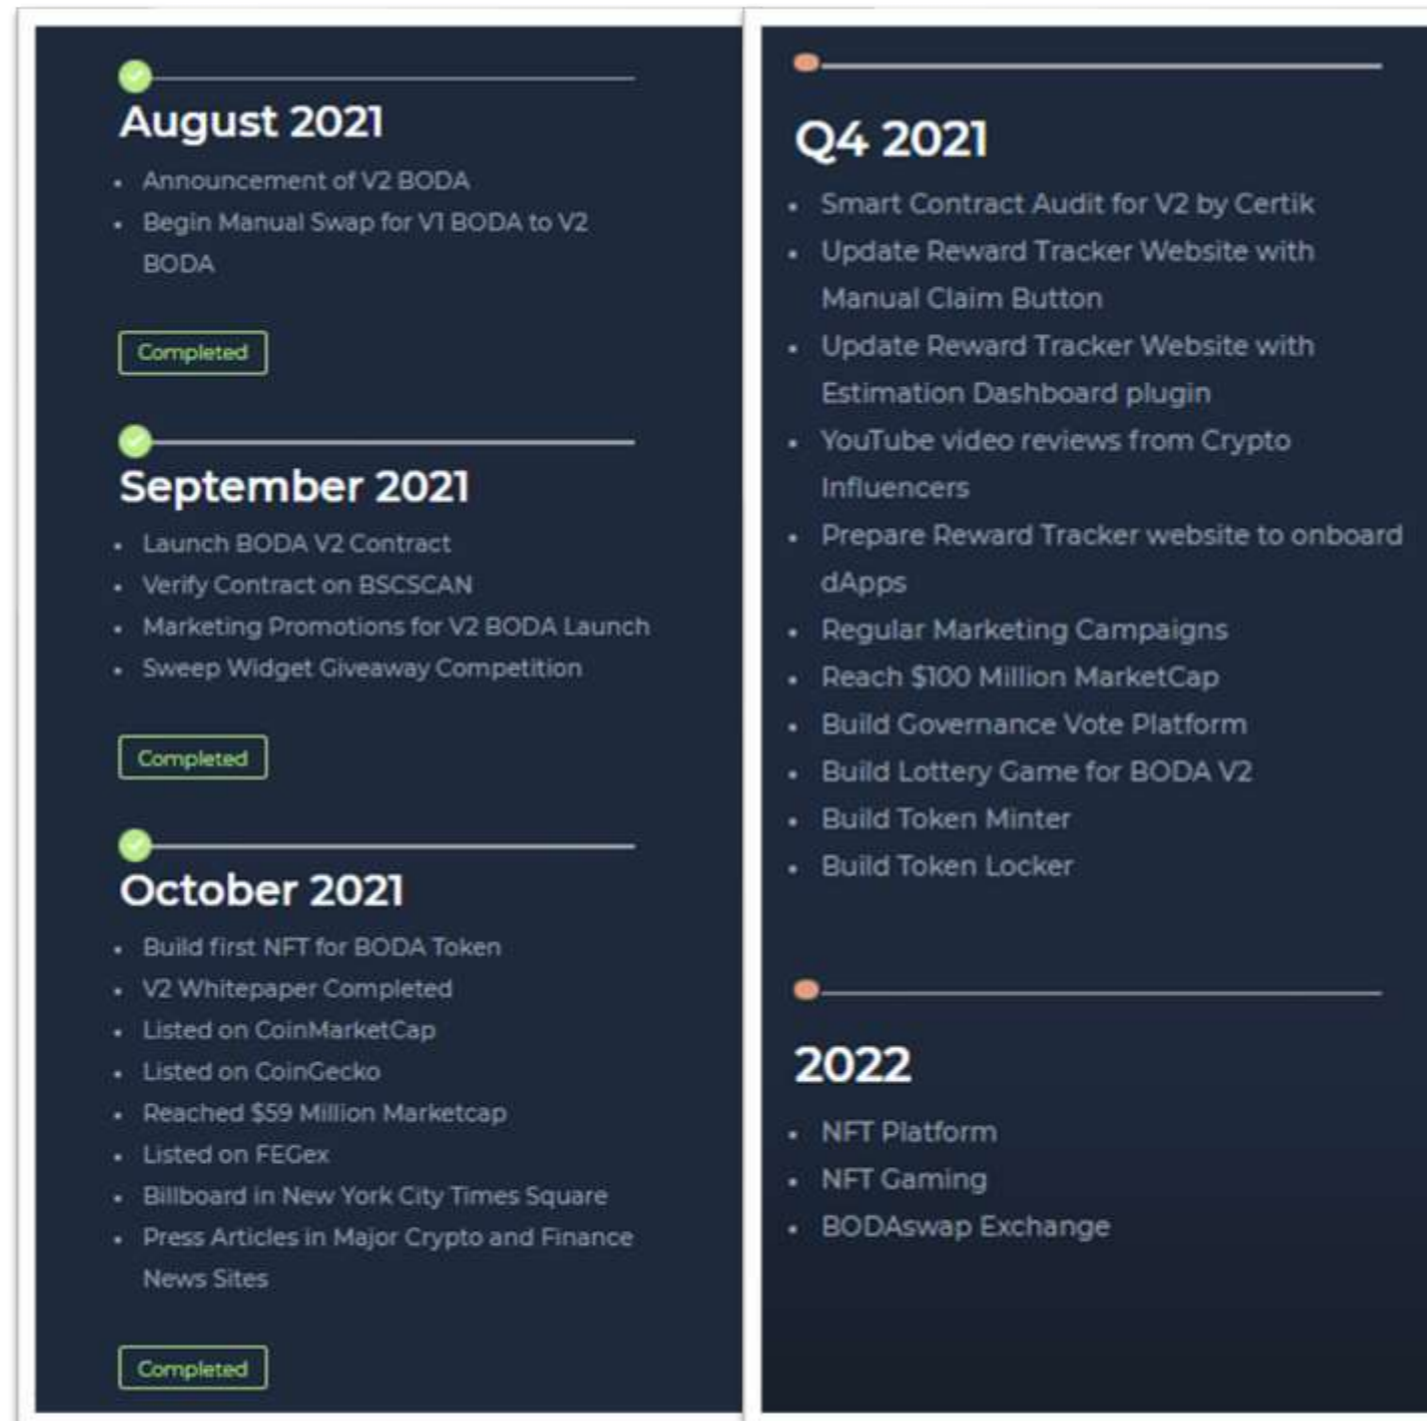 August 2021
• Announcement of V2 BODA
• Begin Manual Swap for V1 BODA to V2
BODA
Completed
September 2021
• Launch BODA V2 Contract
• Verify Contract on BSCSCAN
• Marketing Promotions for V2 BODA Launch
• Sweep Widget Giveaway Competition
Completed
October 2021
• Build first NFT for BODA Token
• V2 Whitepaper Completed
• Listed on CoinMarketCap
• Listed on CoinGecko
• Reached $59 Million Marketcap
• Listed on FEGex
• Billboard in New York City Times Square
• Press Articles in Major Crypto and Finance
News Sites
Completed
Q4 2021
• Smart Contract Audit for V2 by Certik
• Update Reward Tracker Website with
Manual Claim Button
• Update Reward Tracker Website with
Estimation Dashboard plugin
• YouTube video reviews from Crypto
Influencers
• Prepare Reward Tracker website to onboard
dApps
• Regular Marketing Campaigns
• Reach $100 Million MarketCap
• Build Governance Vote Platform
• Build Lottery Game for BODA V2
• Build Token Minter
• Build Token Locker
2022
• NFT Platform
• NFT Gaming
• BODAswap Exchange